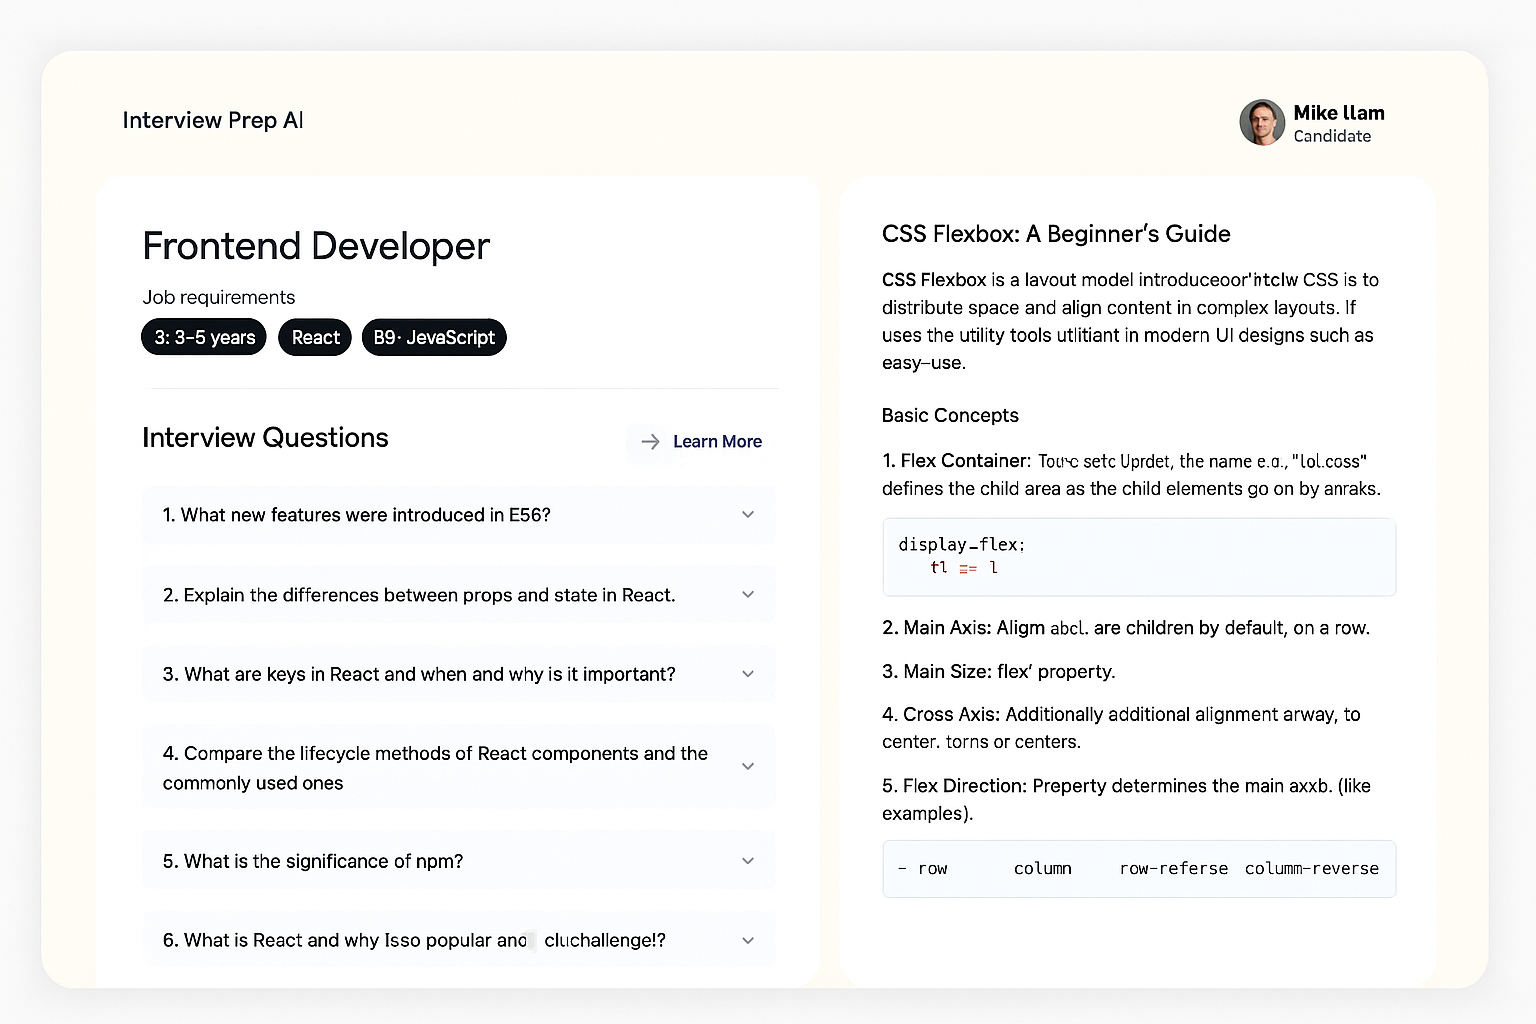 Interview Prep AI
Mike llam
Candidate
Frontend Developer
Job requirements
3: 3-5 years
React
B9· JevaScript
Interview Questions
→ Learn More
1. What new features were introduced in E56?
2. Explain the differences between props and state in React.
3. What are keys in React and when and why is it important?
4. Compare the lifecycle methods of React components and the
commonly used ones
5. What is the significance of npm?
6. What is React and why Isso popular and cluchallenge!?
CSS Flexbox: A Beginner's Guide
CSS Flexbox is a lavout model CSS is to
distribute space and align content in complex layouts. If
uses the utility tools utlitiant in modern UI designs such as
easy–use.
Basic Concepts
1. Flex Container: setc Uprdet, the name e.a., "lol.coss"
defines the child area as the child elements go on by anraks.
display_flex;
tl == l
2. Main Axis: Aligm abcl. are children by default, on a row.
3. Main Size: flex' property.
4. Cross Axis: Additionally additional alignment arway, to
center. torns or centers.
5. Flex Direction: Preperty determines the main axxb. (like
examples).
– row column row-referse columm-reverse